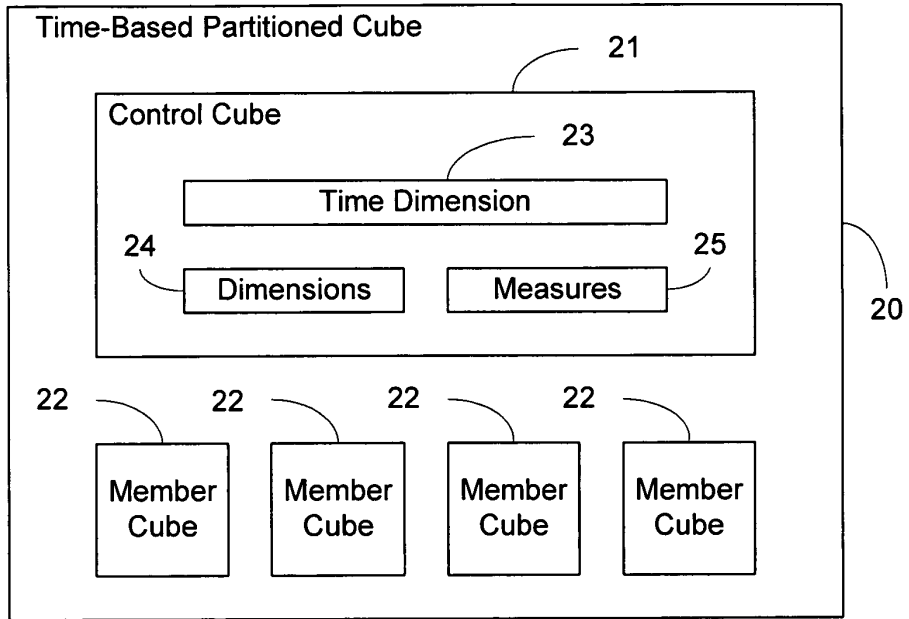 Time-Based Partitioned Cube
21
Control Cube
23
Time Dimension
24
25
Dimensions
Measures
20
22
22
22
22
Member
Cube
Member
Cube
Member
Cube
Member
Cube